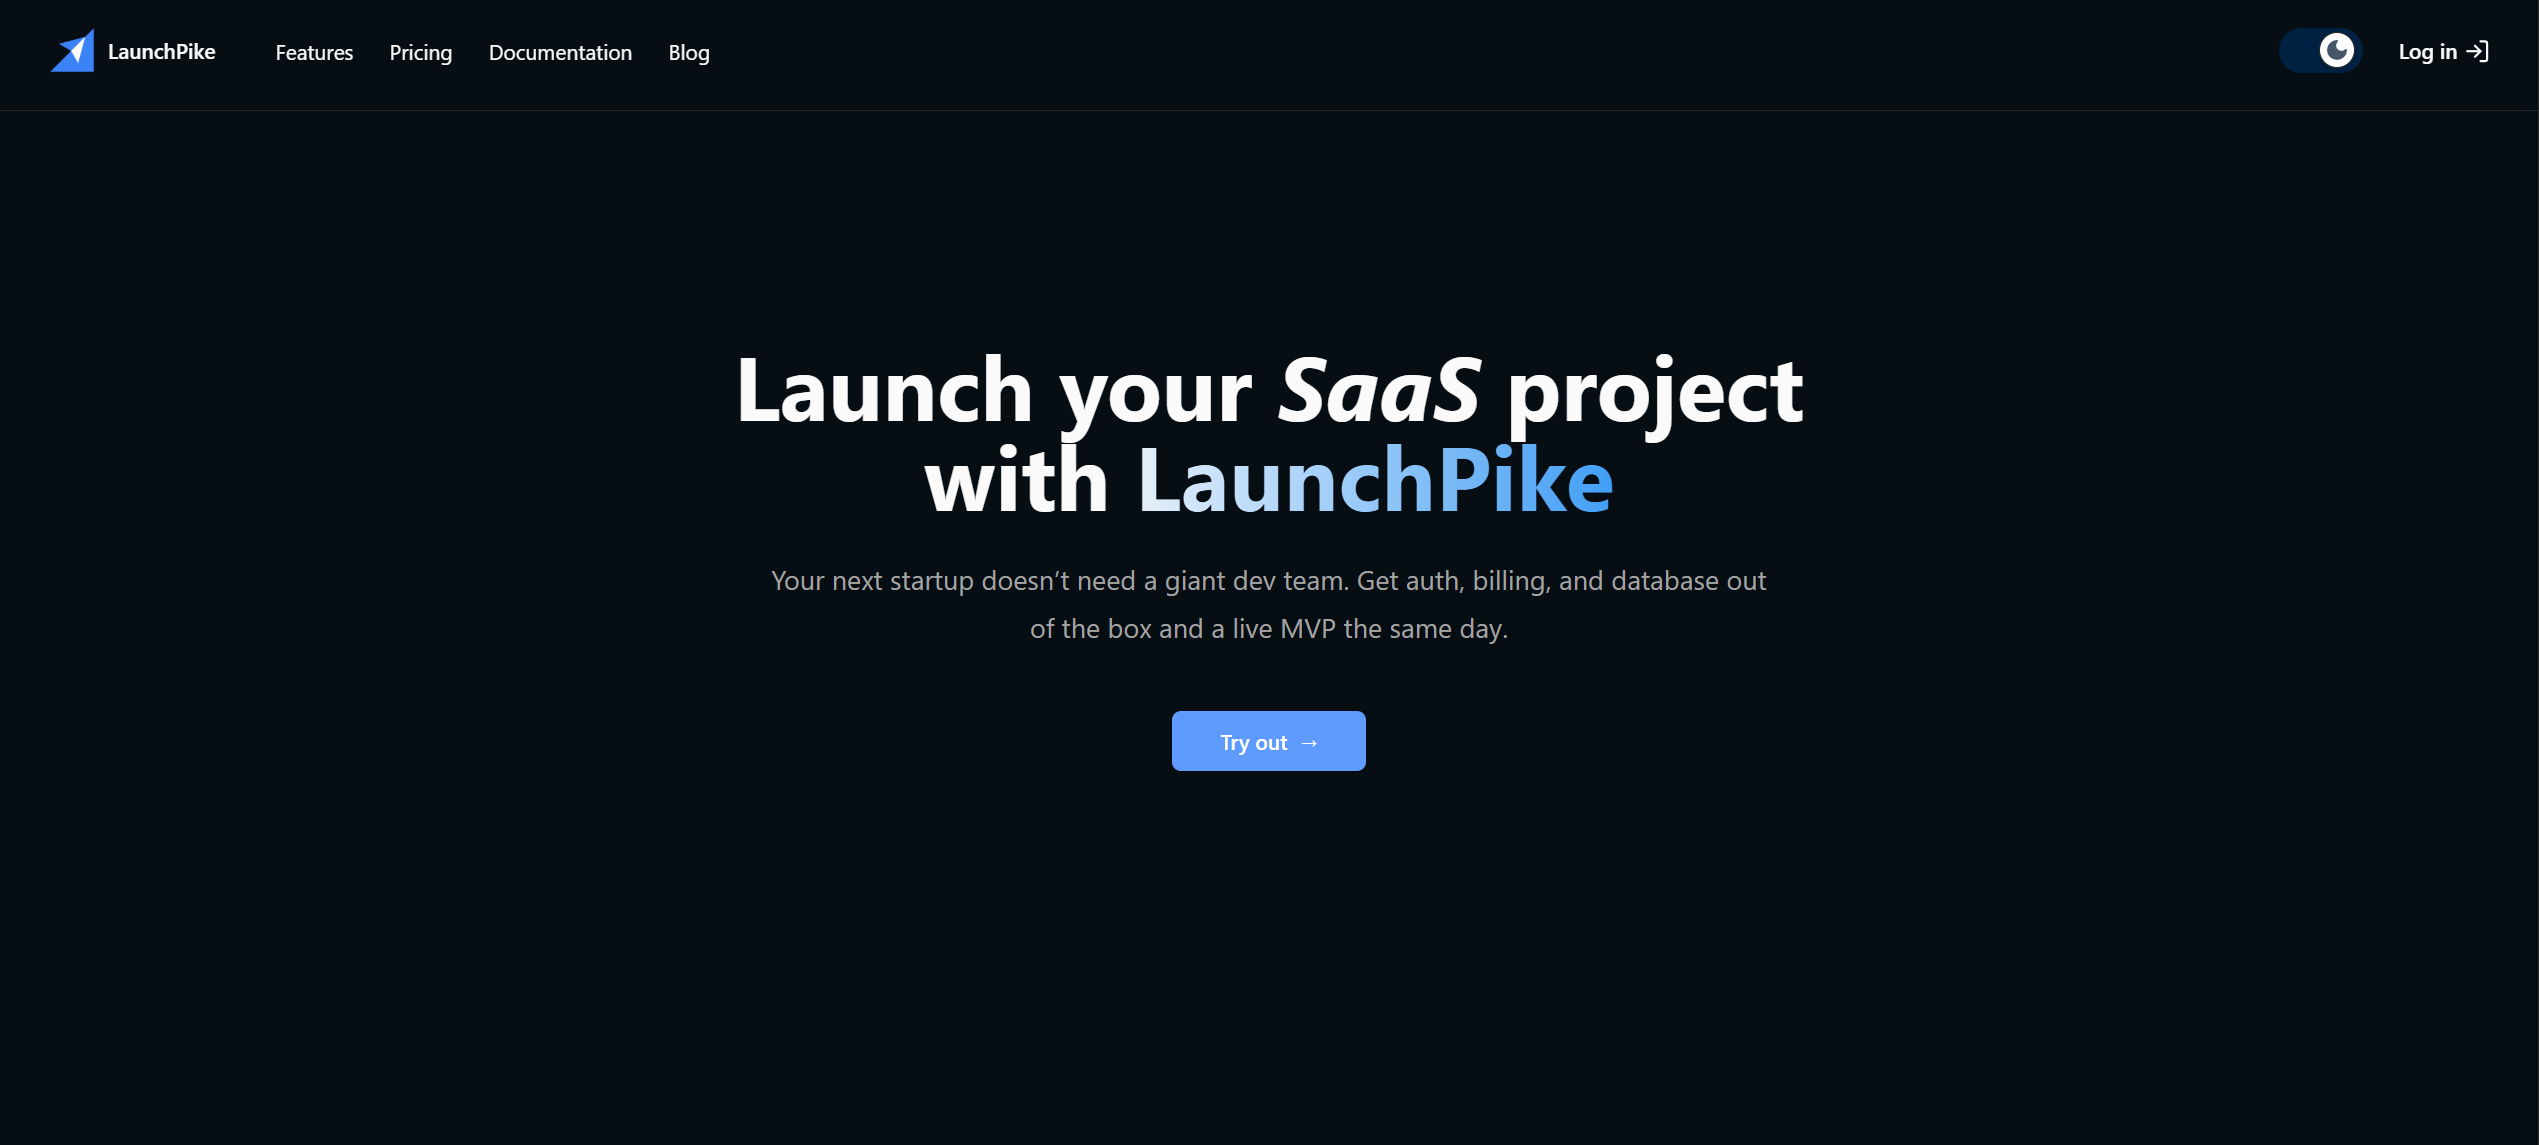 LaunchPike
Features
Pricing
Documentation
Blog
Log in
Launch your SaaS project
with LaunchPike
Your next startup doesn’t need a giant dev team. Get auth, billing, and database out
of the box and a live MVP the same day.
Try out →